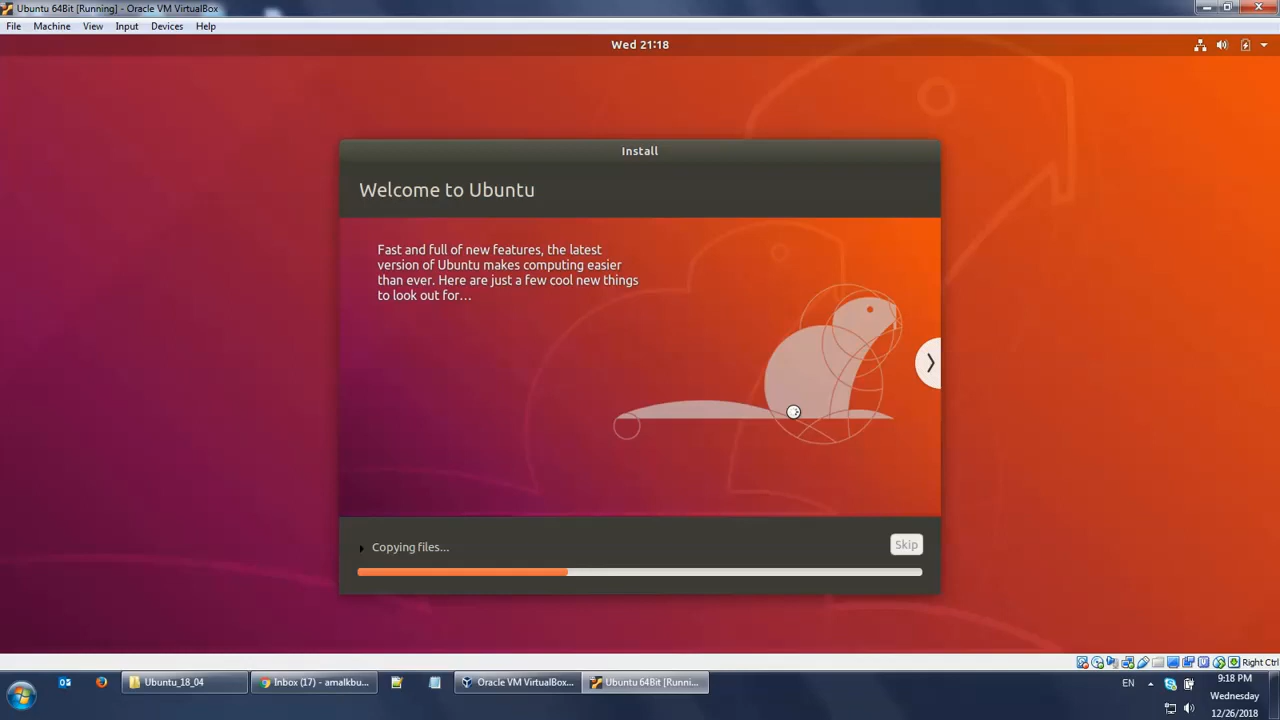 Ubuntu 64Bit [Running] - Oracle VM VirtualBox
File Machine View Input Devices Help
Wed 21:18
Install
Welcome to Ubuntu
Fast and full of new features, the latest
version of Ubuntu makes computing easier
than ever. Here are just a few cool new things
to look out for...
Copying files...
Skip
Right Ctrl
Ubuntu_18_04
Inbox (17) - amalkbu...
Oracle VM VirtualBo...
Ubuntu 64Bit [Runni...
EN
9:18 PM
Wednesday
12/26/2018